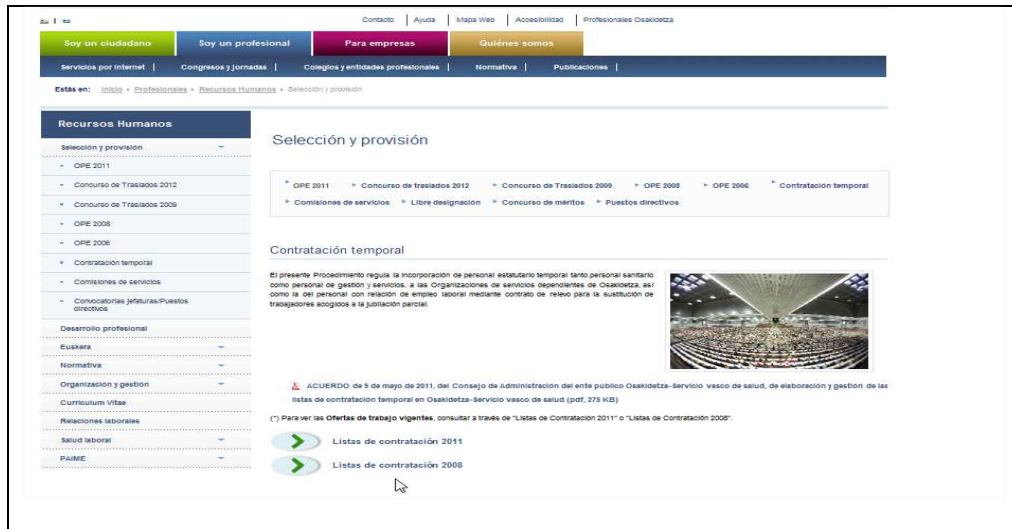 eu | es
Contacto | Ayuda | Mapa Web | Accesibilidad | Profesionales Osakidetza
Soy un ciudadano Soy un profesional Para empresas Quiénes somos
Servicios por Internet | Congresos y jornadas | Colegios y entidades profesionales | Normativa | Publicaciones |
Estás en: Inicio • Profesionales • Recursos Humanos • Selección y provisión
Recursos Humanos
Selección y provisión
- OPE 2011
- Concurso de Traslados 2012
- Concurso de Traslados 2009
- OPE 2008
- OPE 2006
- Contratación temporal
- Comisiones de servicios
- Convocatorias jefaturas/Puestos
directivos
Desarrollo profesional
Euskara
Normativa
Organización y gestión
Curriculum Vitae
Relaciones laborales
Salud laboral
PAIME
Selección y provisión
OPE 2011 Concurso de traslados 2012 Concurso de Traslados 2009 OPE 2008 OPE 2006 Contratación temporal
Comisiones de servicios Libre designación Concurso de méritos Puestos directivos
Contratación temporal
El presente Procedimiento regula la incorporación de personal estatutario temporal tanto personal sanitario
como personal de gestión y servicios, a las Organizaciones de servicios dependientes de Osakidetza, así
como la del personal con relación de empleo laboral mediante contrato de relevo para la sustitución de
trabajadores acogidos a la jubilación parcial.
ACUERDO de 9 de mayo de 2011, del Consejo de Administración del ente público Osakidetza-Servicio vasco de salud, de elaboración y gestión de las
listas de contratación temporal en Osakidetza-Servicio vasco de salud (pdf, 275 KB)
(*) Para ver las Ofertas de trabajo vigentes, consultar a través de "Listas de Contratación 2011" o "Listas de Contratación 2008".
Listas de contratación 2011
Listas de contratación 2008